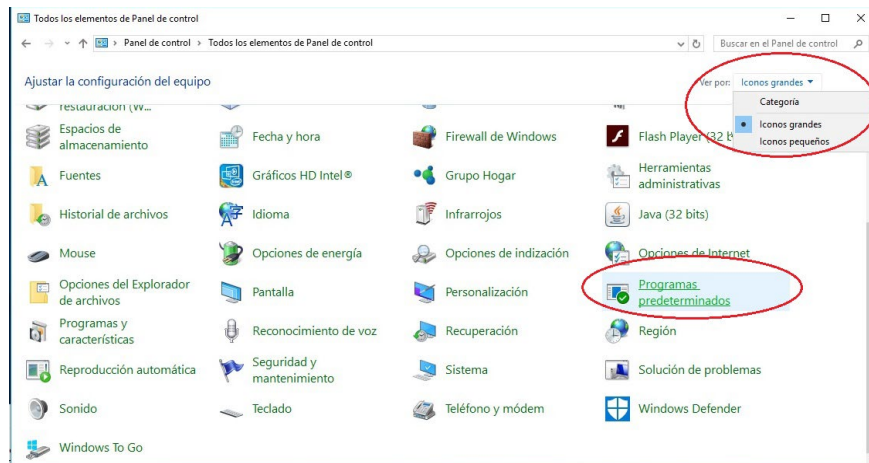 Todos los elementos de Panel de control
Panel de control > Todos los elementos de Panel de control
Buscar en el Panel de control
Ajustar la configuración del equipo
Ver por: Iconos grandes
Categoría
Iconos grandes
Iconos pequeños
restauración (W...
Espacios de
almacenamiento
Fecha y hora
Firewall de Windows
Flash Player (32 b
Fuentes
Gráficos HD Intel®
Grupo Hogar
Herramientas
administrativas
Historial de archivos
Idioma
Infrarrojos
Java (32 bits)
Mouse
Opciones de energía
Opciones de indización
Opciones de Internet
Opciones del Explorador
de archivos
Pantalla
Personalización
Programas
predeterminados
Programas y
características
Reconocimiento de voz
Recuperación
Región
Reproducción automática
Seguridad y
mantenimiento
Sistema
Solución de problemas
Sonido
Teclado
Teléfono y módem
Windows Defender
Windows To Go